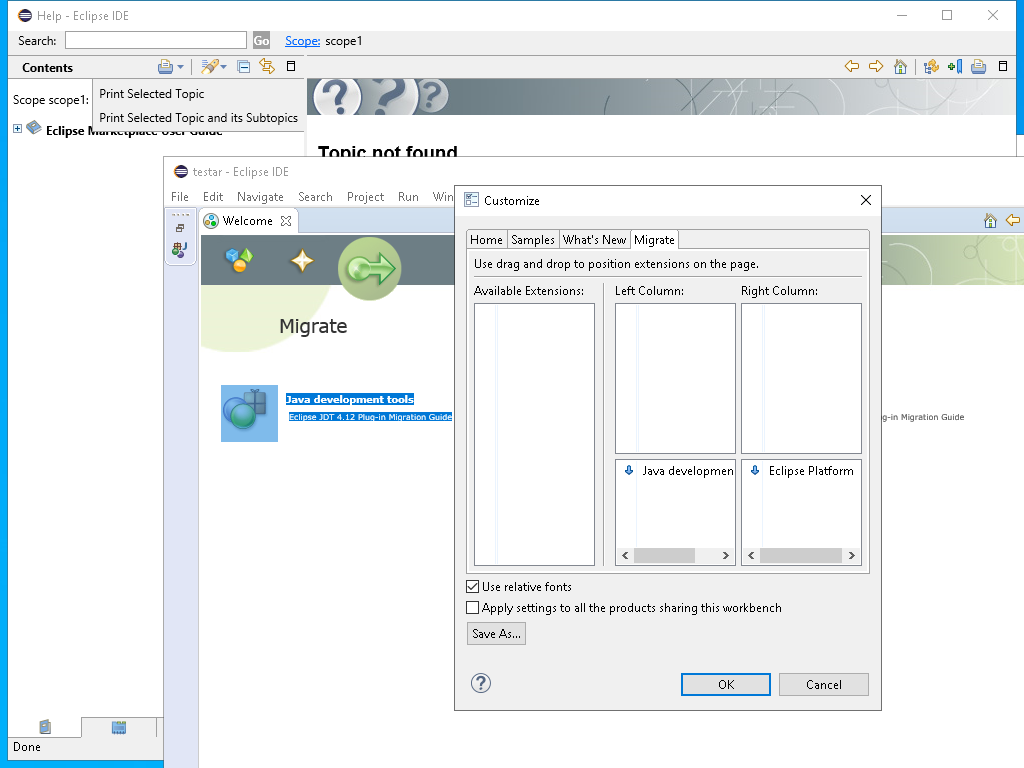 Help - Eclipse IDE
Search:
Go
Scope: scope1
Contents
Print Selected Topic
Scope scope1:
Print Selected Topic and its Subtopics
Eclipse Marketplace User Guide
Topic not found
testar - Eclipse IDE
File Edit Navigate Search Project Run Win
Welcome
Migrate
Java development tools
Eclipse JDT 4.12 Plug-in Migration Guide
g-in Migration Guide
Customize
Home Samples What's New Migrate
Use drag and drop to position extensions on the page.
Available Extensions: Left Column: Right Column:
Java developmen
Eclipse Platform
Use relative fonts
Apply settings to all the products sharing this workbench
Save As...
OK Cancel
Done